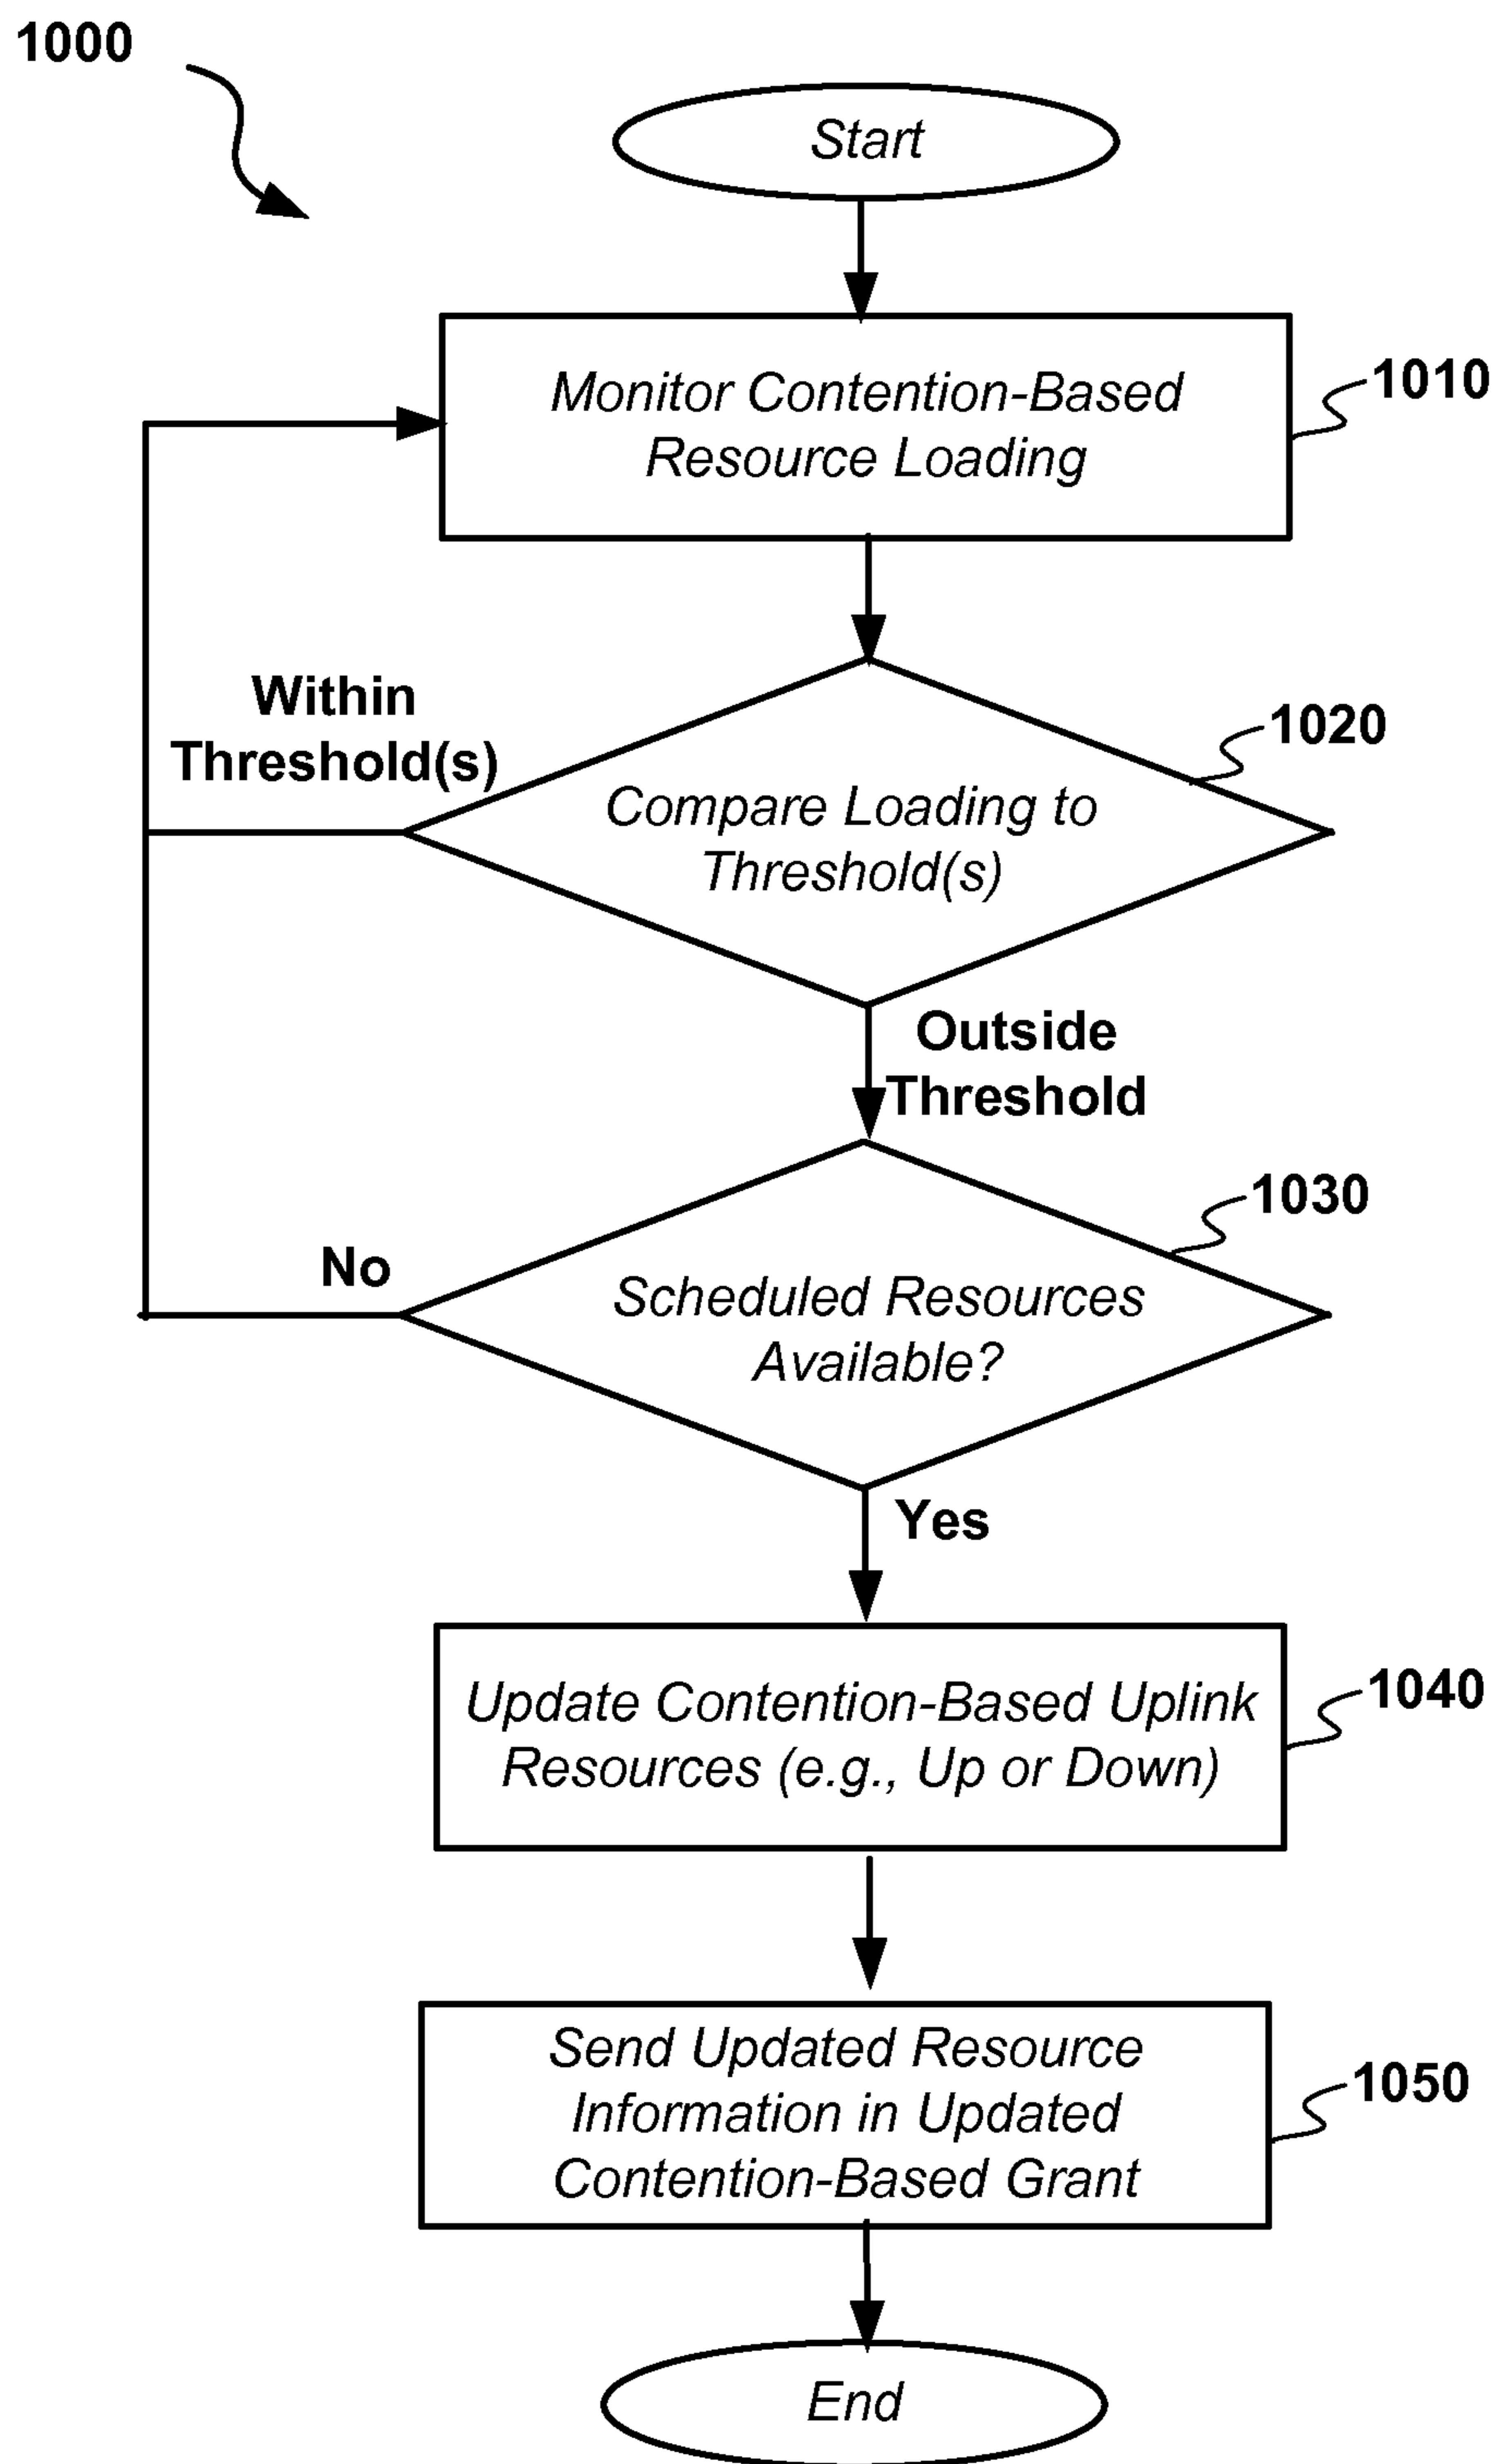 1000
Start
Monitor Contention-Based
Resource Loading
1010
Within
Threshold(s)
1020
Compare Loading to
Threshold(s)
Outside
Threshold
1030
No
Scheduled Resources
Available?
Yes
Update Contention-Based Uplink
Resources (e.g., Up or Down)
1040
Send Updated Resource
Information in Updated
Contention-Based Grant
1050
End